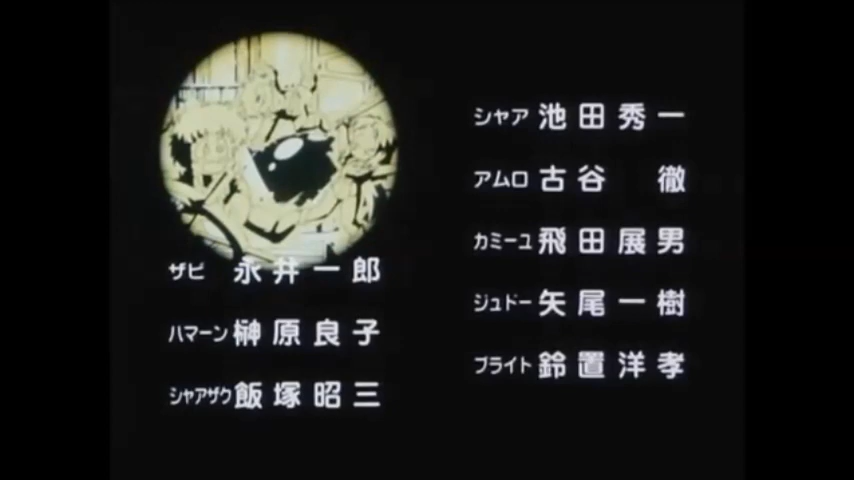 シャア 池田秀一
アムロ 古谷 徹
カミーユ 飛田展男
ジュドー 矢尾一樹
ブライト 鈴置洋孝
ザビ 永井一郎
ハマーン 榊原良子
シャアザク 飯塚昭三